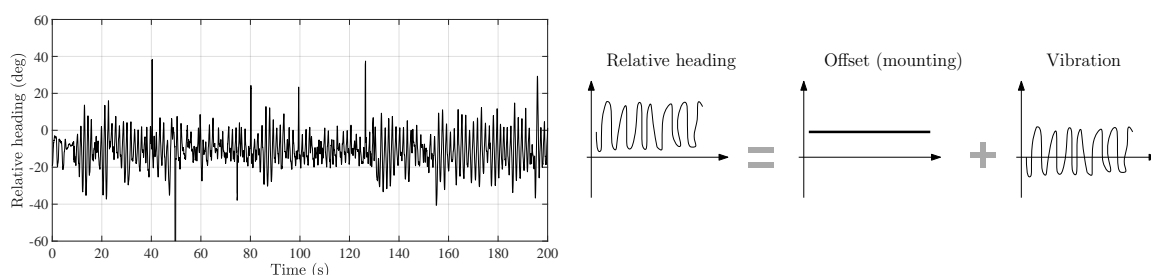 Relative heading (deg)
60
40
20
0
-20
-40
-60
0 20 40 60 80 100 120 140 160 180 200
Time (s)
Relative heading
Offset (mounting)
Vibration